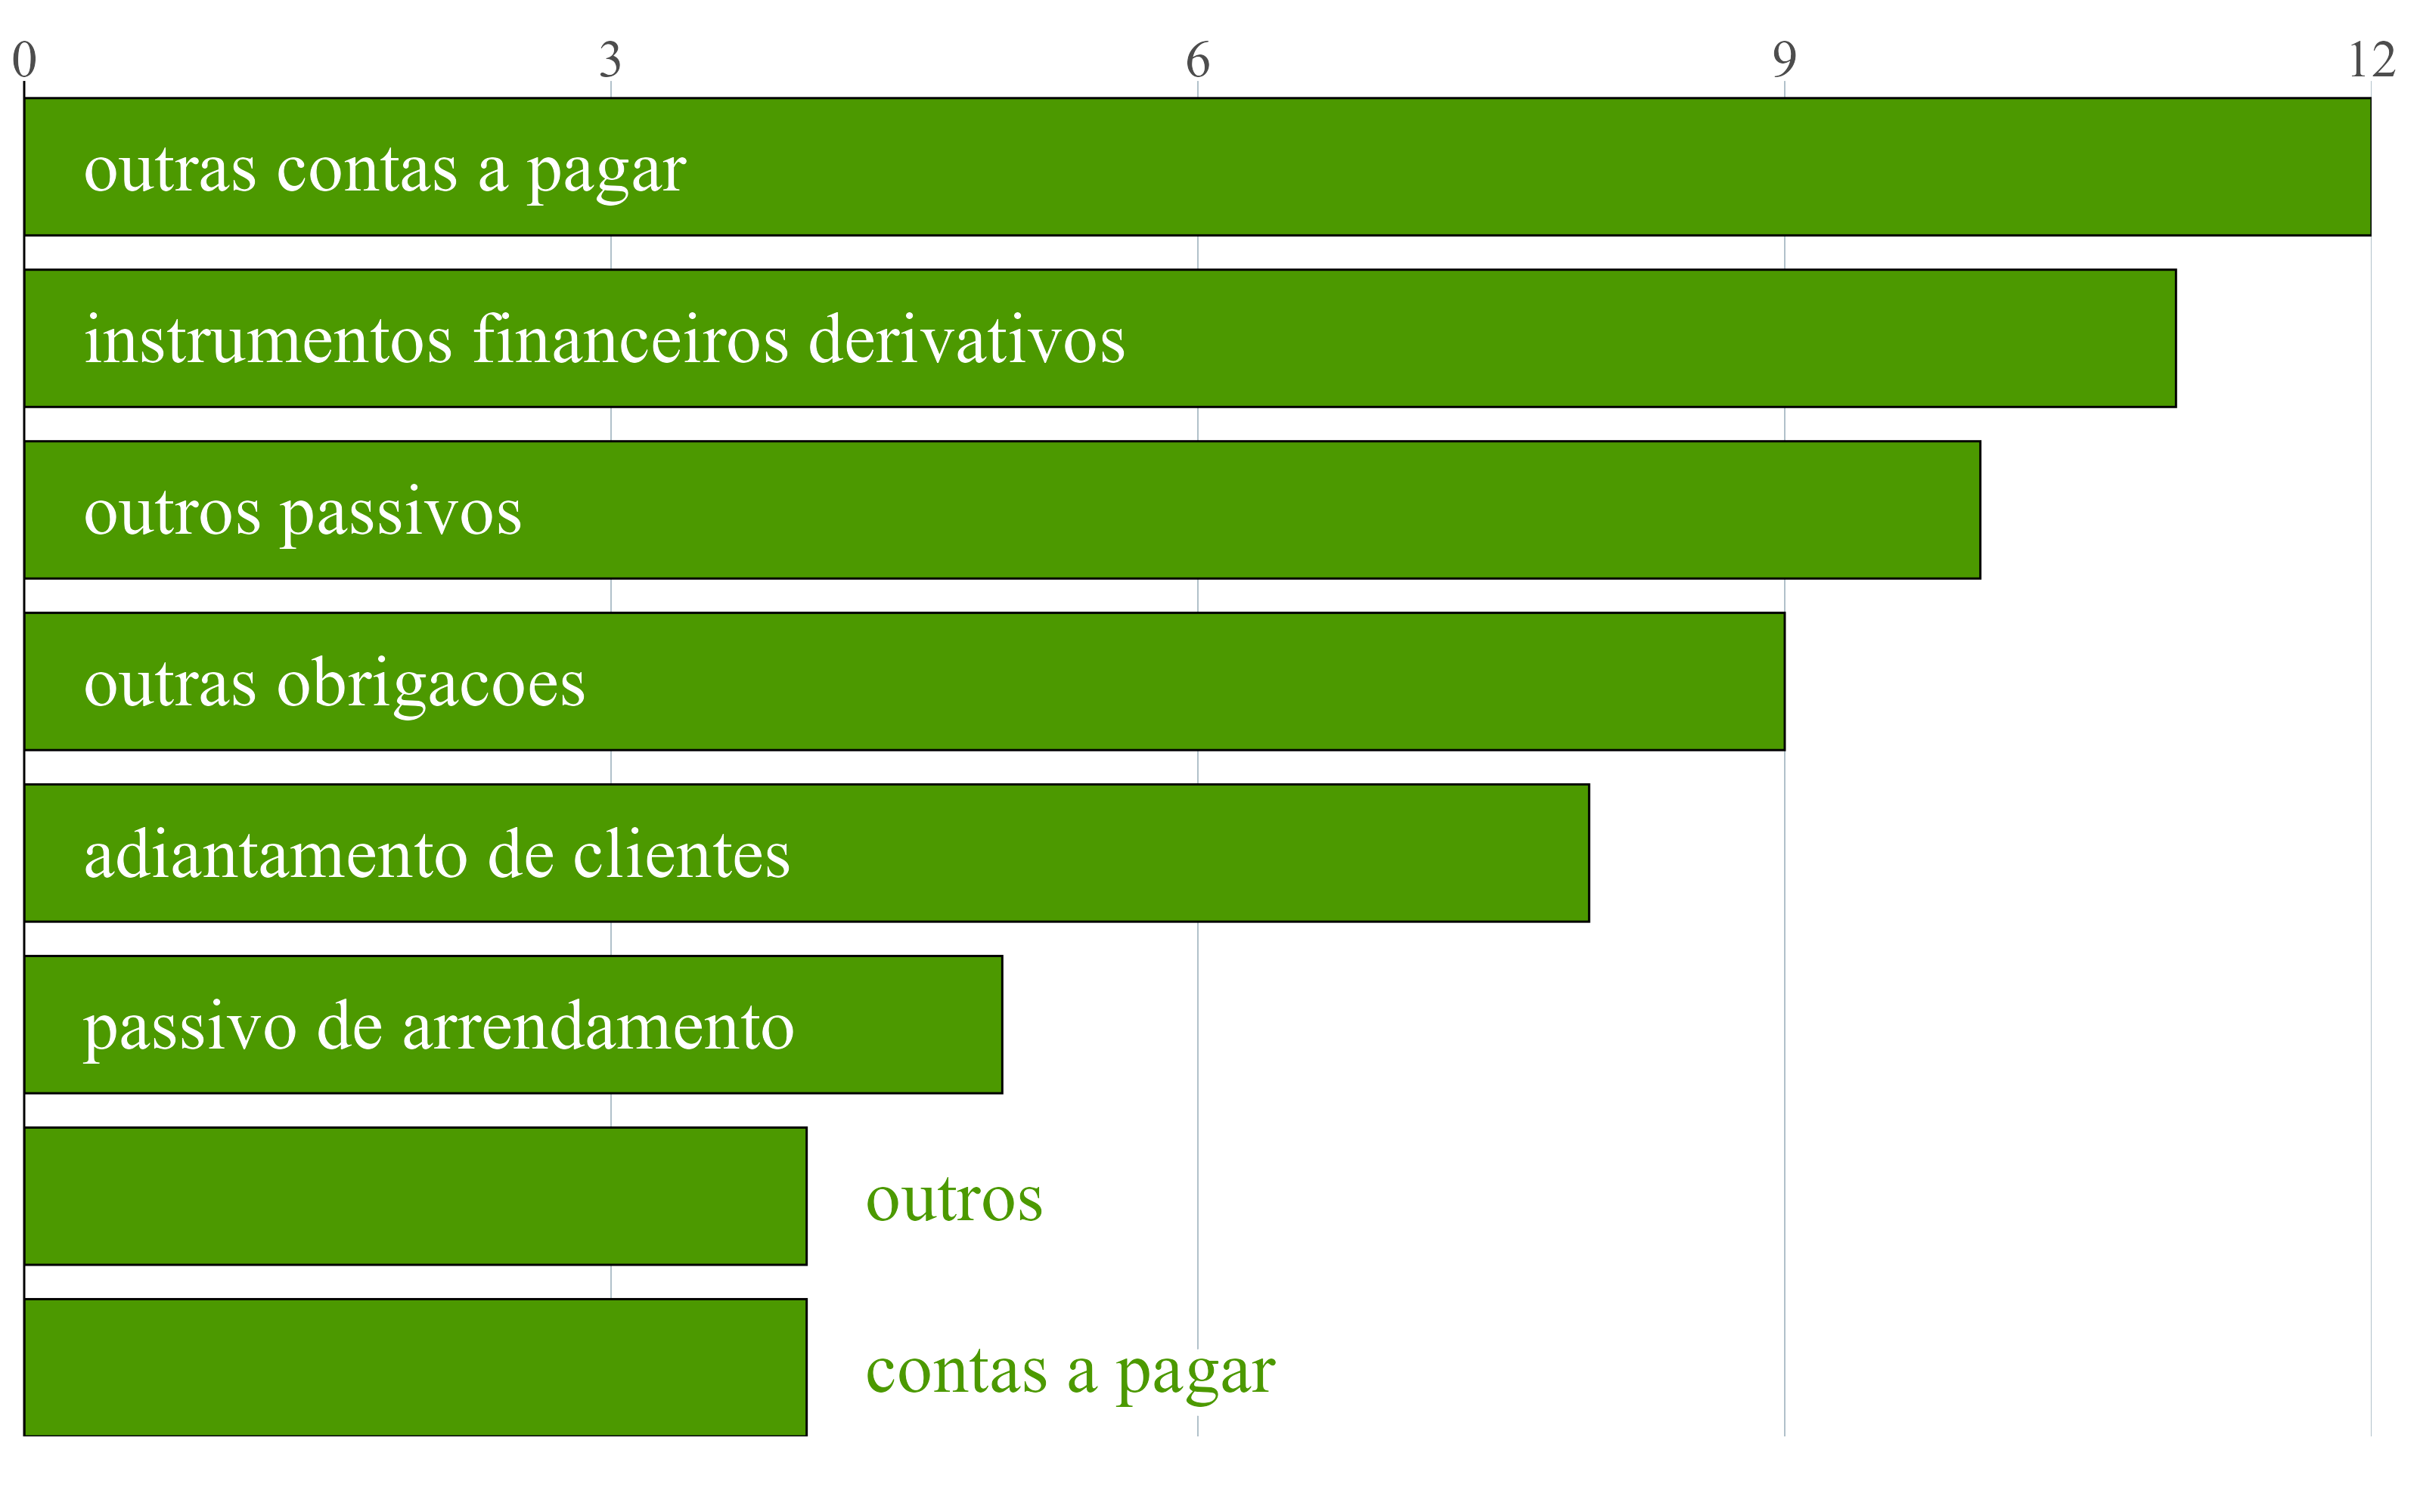 0 3 6 9 12
outras contas a pagar
instrumentos financeiros derivativos
outros passivos
outras obrigacoes
adiantamento de clientes
passivo de arrendamento
outros
contas a pagar